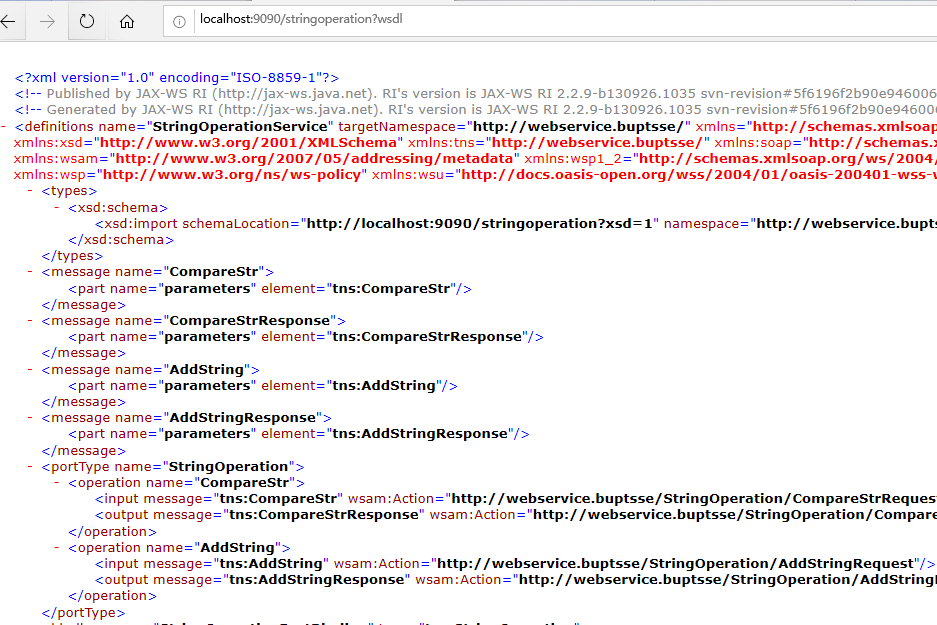 localhost:9090/stringoperation?wsdl
<?xml version="1.0" encoding="ISO-8859-1"?>
<!-- Published by JAX-WS RI (http://jax-ws.java.net). RI's version is JAX-WS RI 2.2.9-b130926.1035 svn-revision#5f6196f2b90e946006
<!-- Generated by JAX-WS RI (http://jax-ws.java.net). RI's version is JAX-WS RI 2.2.9-b130926.1035 svn-revision#5f6196f2b90e946006
- <definitions name="StringOperationService" targetNamespace="http://webservice.buptsse/" xmlns="http://schemas.xmlsoap
xmlns:xsd="http://www.w3.org/2001/XMLSchema" xmlns:tns="http://webservice.buptsse/" xmlns:soap="http://schemas.
xmlns:wsam="http://www.w3.org/2007/05/addressing/metadata" xmlns:wsp1_2="http://schemas.xmlsoap.org/ws/2004/
xmlns:wsp="http://www.w3.org/ns/ws-policy" xmlns:wsu="http://docs.oasis-open.org/wss/2004/01/oasis-200401-wss-
- <types>
- <xsd:schema>
<xsd:import schemaLocation="http://localhost:9090/stringoperation?xsd=1" namespace="http://webservice.bupts
</xsd:schema>
</types>
- <message name="CompareStr">
<part name="parameters" element="tns:CompareStr"/>
</message>
- <message name="CompareStrResponse">
<part name="parameters" element="tns:CompareStrResponse"/>
</message>
- <message name="AddString">
<part name="parameters" element="tns:AddString"/>
</message>
- <message name="AddStringResponse">
<part name="parameters" element="tns:AddStringResponse"/>
</message>
- <portType name="StringOperation">
- <operation name="CompareStr">
<input message="tns:CompareStr" wsam:Action="http://webservice.buptsse/StringOperation/CompareStrRequest
<output message="tns:CompareStrResponse" wsam:Action="http://webservice.buptsse/StringOperation/Compare
</operation>
- <operation name="AddString">
<input message="tns:AddString" wsam:Action="http://webservice.buptsse/StringOperation/AddStringRequest"/>
<output message="tns:AddStringResponse" wsam:Action="http://webservice.buptsse/StringOperation/AddString
</operation>
</portType>